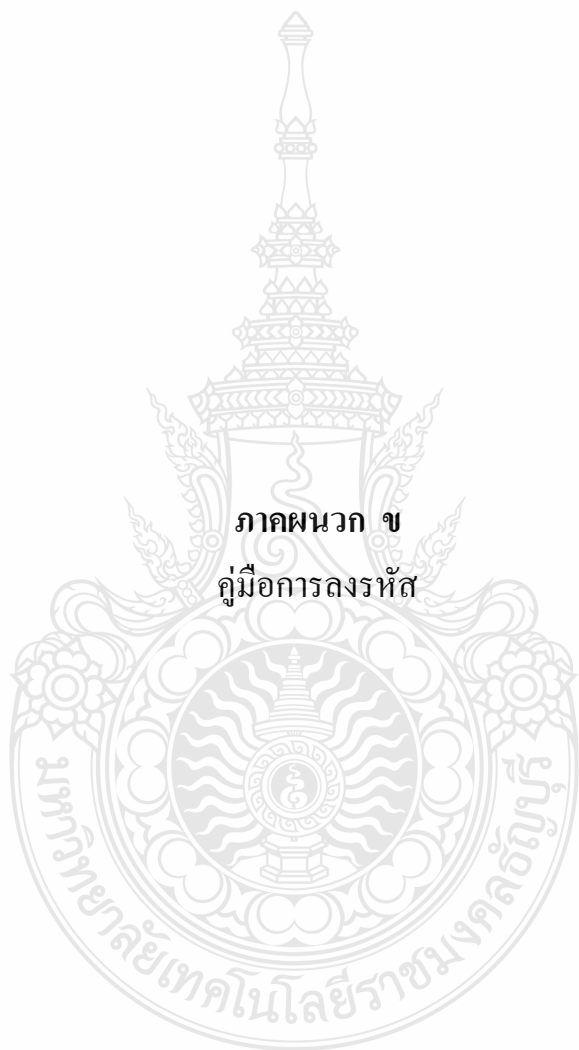 ภาคผนวก ข
คู่มือการลงรหัส
มหาวิทยาลัยเทคโนโลยีราชมงคลธัญบุรี